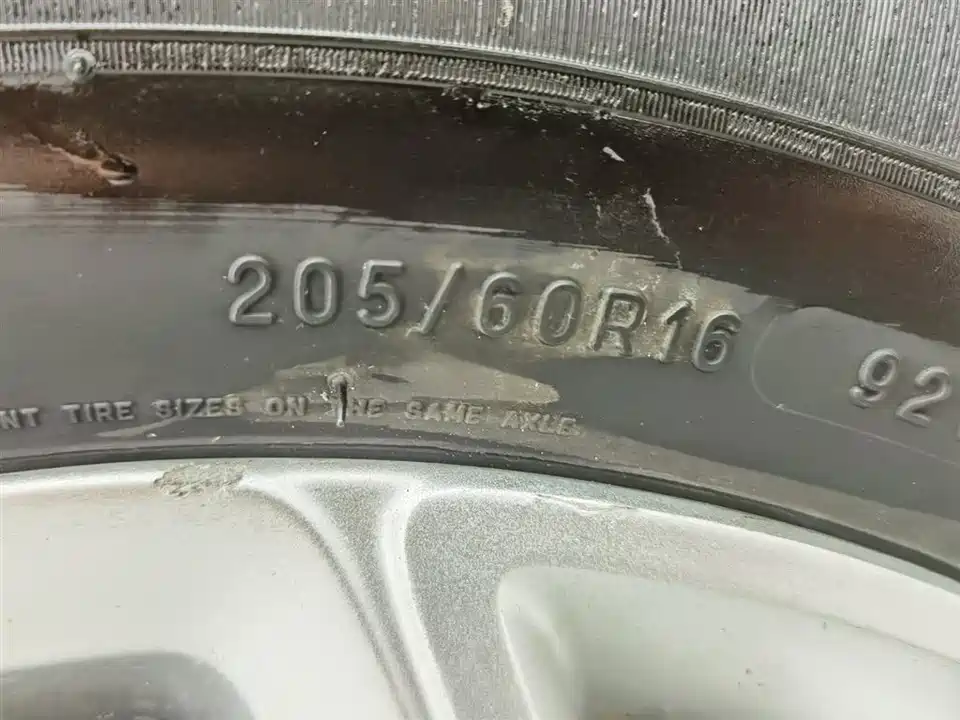 205/60R16 92
NT TIRE SIZES ON THE SAME AXLE